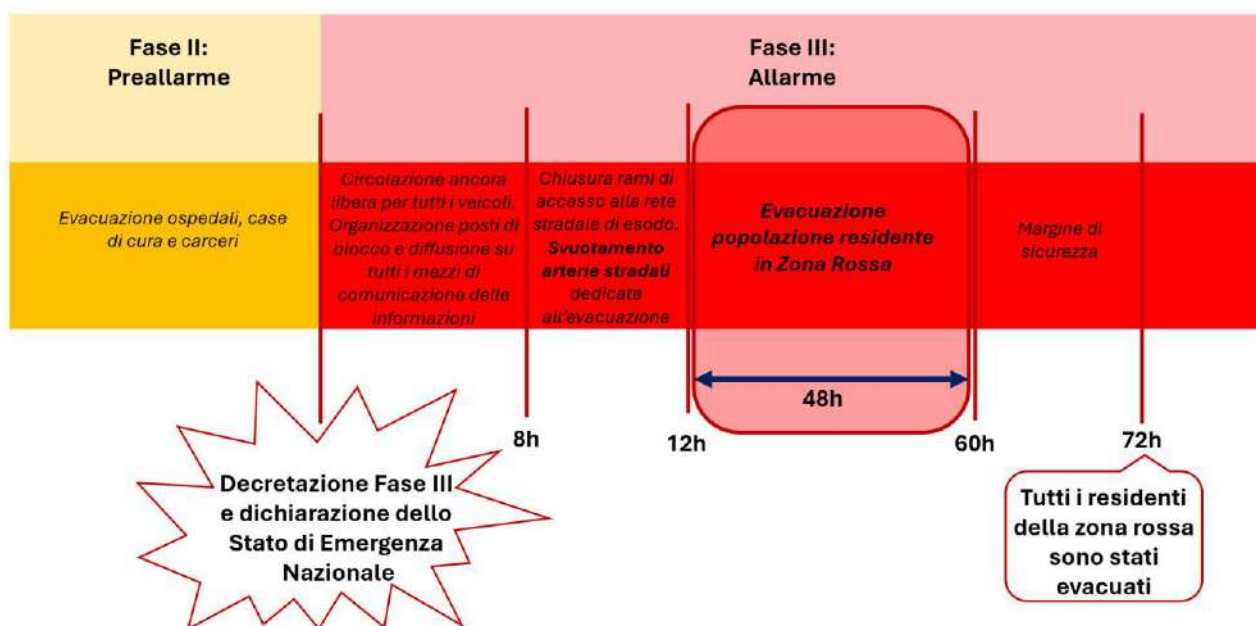 Fase II:
Preallarme
Fase III:
Allarme
Evacuazione ospedali, case
di cura e carceri
Circolazione ancora
libera per tutti i veicoli.
Organizzazione posti di
blocco e diffusione su
tutti i mezzi di
comunicazione delle
informazioni
Chiusura rami di
accesso alla rete
stradale di esodo.
Svuotamento
arterie stradali
dedicate
all'evacuazione
Evacuazione
popolazione residente
in Zona Rossa
Margine di
sicurezza
48h
8h
12h
60h
72h
Decretazione Fase III
e dichiarazione dello
Stato di Emergenza
Nazionale
Tutti i residenti
della zona rossa
sono stati
evacuati